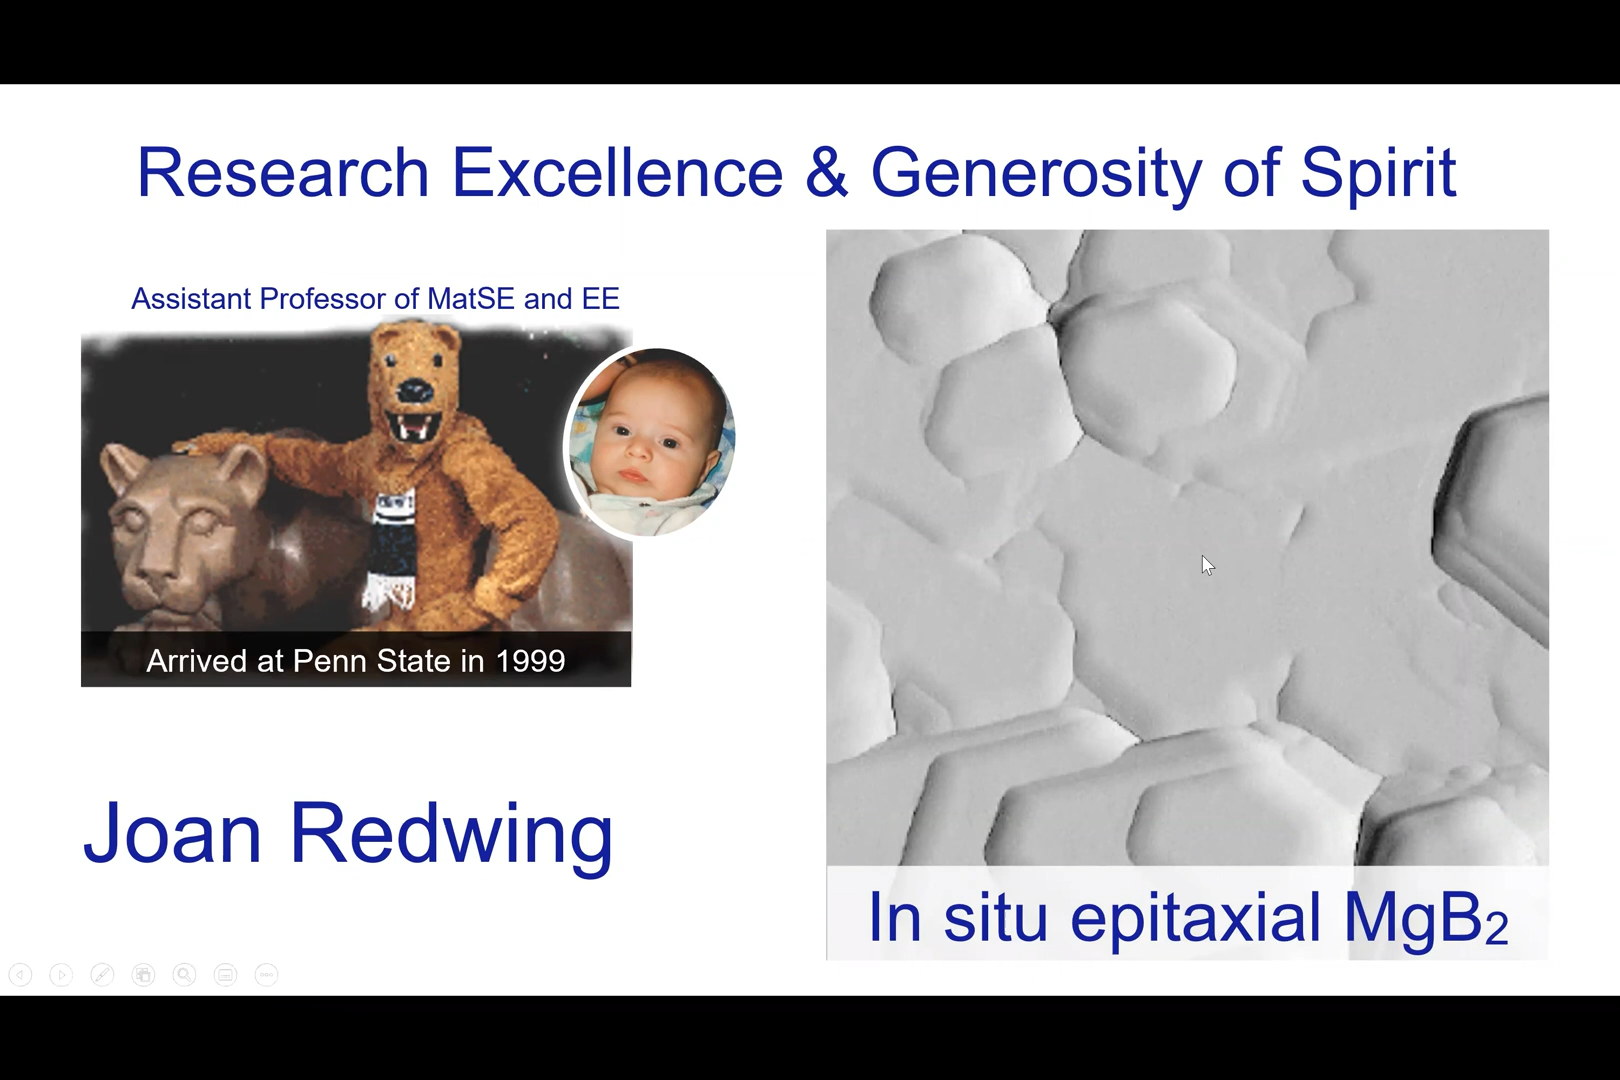 Research Excellence & Generosity of Spirit
Assistant Professor of MatSE and EE
Arrived at Penn State in 1999
Joan Redwing
In situ epitaxial MgB2